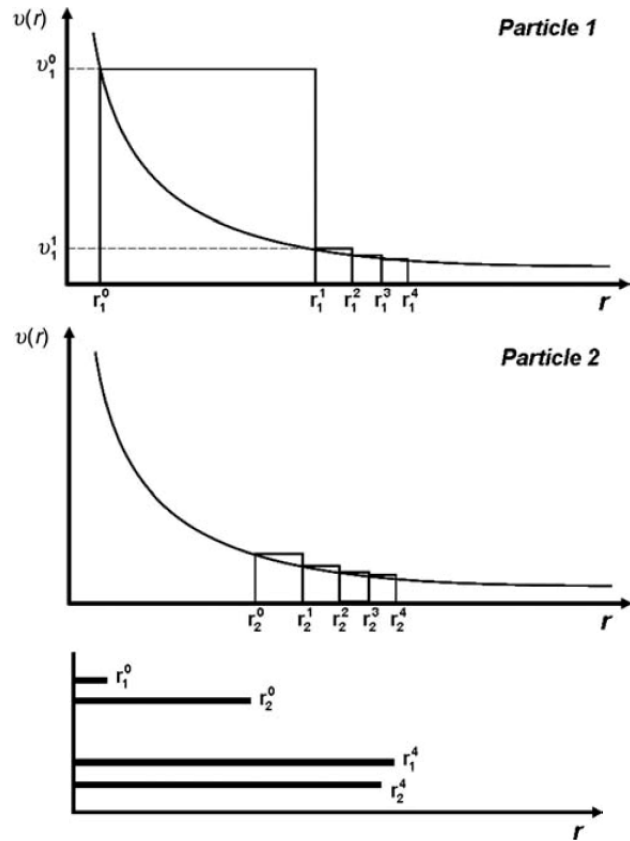 υ(r)
Particle 1
υ₁⁰
υ₁¹
r₁⁰ r₁¹ r₁² r₁³ r₁⁴ r
υ(r)
Particle 2
r₂⁰ r₂¹ r₂² r₂³ r₂⁴ r
r₁⁰
r₂⁰
r₁⁴
r₂⁴
r